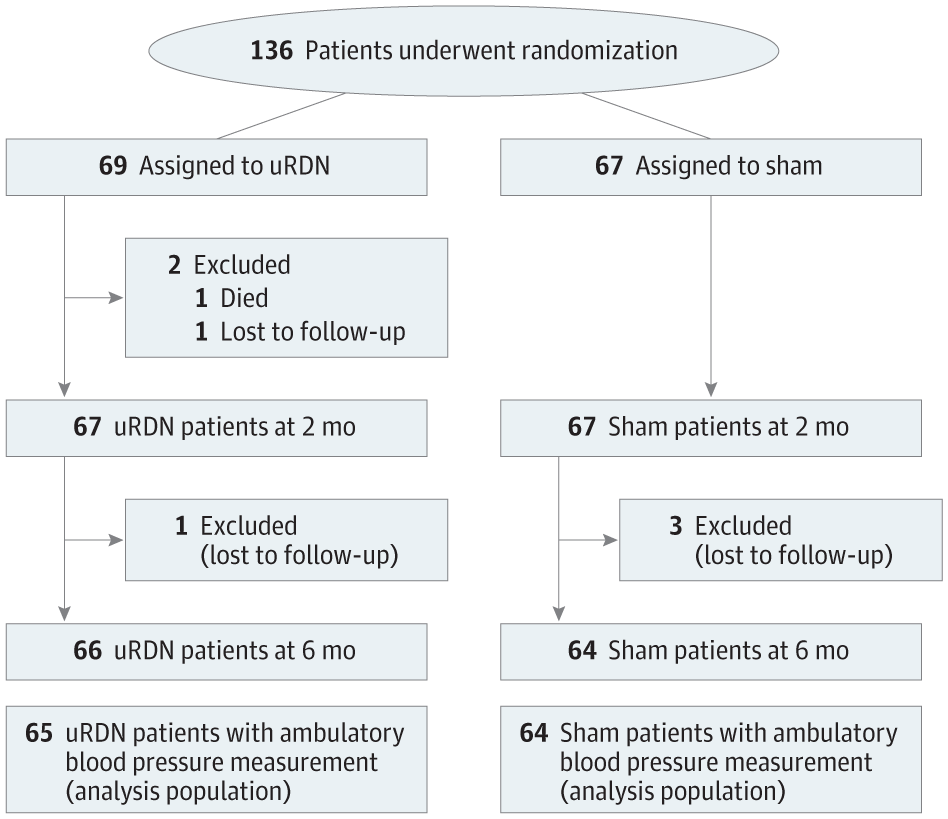 136 Patients underwent randomization
69 Assigned to uRDN
67 Assigned to sham
2 Excluded
1 Died
1 Lost to follow-up
67 uRDN patients at 2 mo
67 Sham patients at 2 mo
1 Excluded
(lost to follow-up)
3 Excluded
(lost to follow-up)
66 uRDN patients at 6 mo
64 Sham patients at 6 mo
65 uRDN patients with ambulatory
blood pressure measurement
(analysis population)
64 Sham patients with ambulatory
blood pressure measurement
(analysis population)